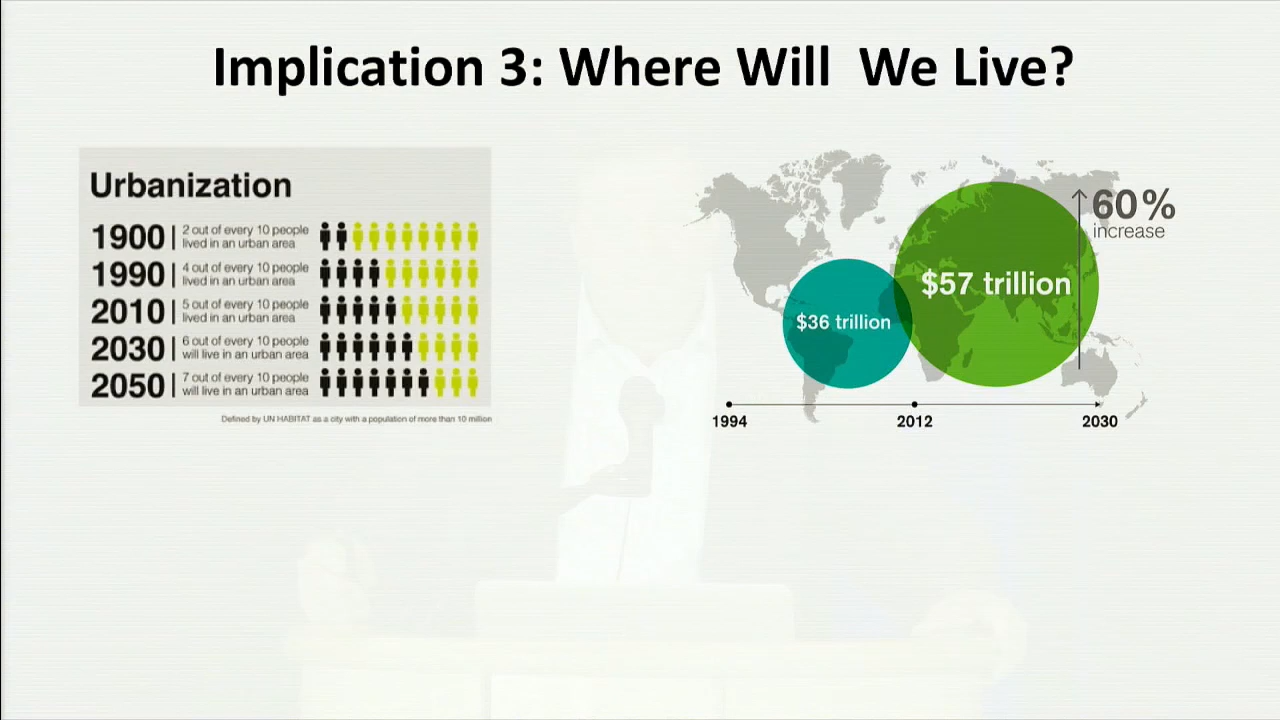 Implication 3: Where Will We Live?
Urbanization
1900
2 out of every 10 people
lived in an urban area
1990
4 out of every 10 people
lived in an urban area
2010
5 out of every 10 people
lived in an urban area
2030
6 out of every 10 people
will live in an urban area
2050
7 out of every 10 people
will live in an urban area
Defined by UN HABITAT as a city with a population of more than 10 million
60%
increase
$57 trillion
$36 trillion
1994
2012
2030